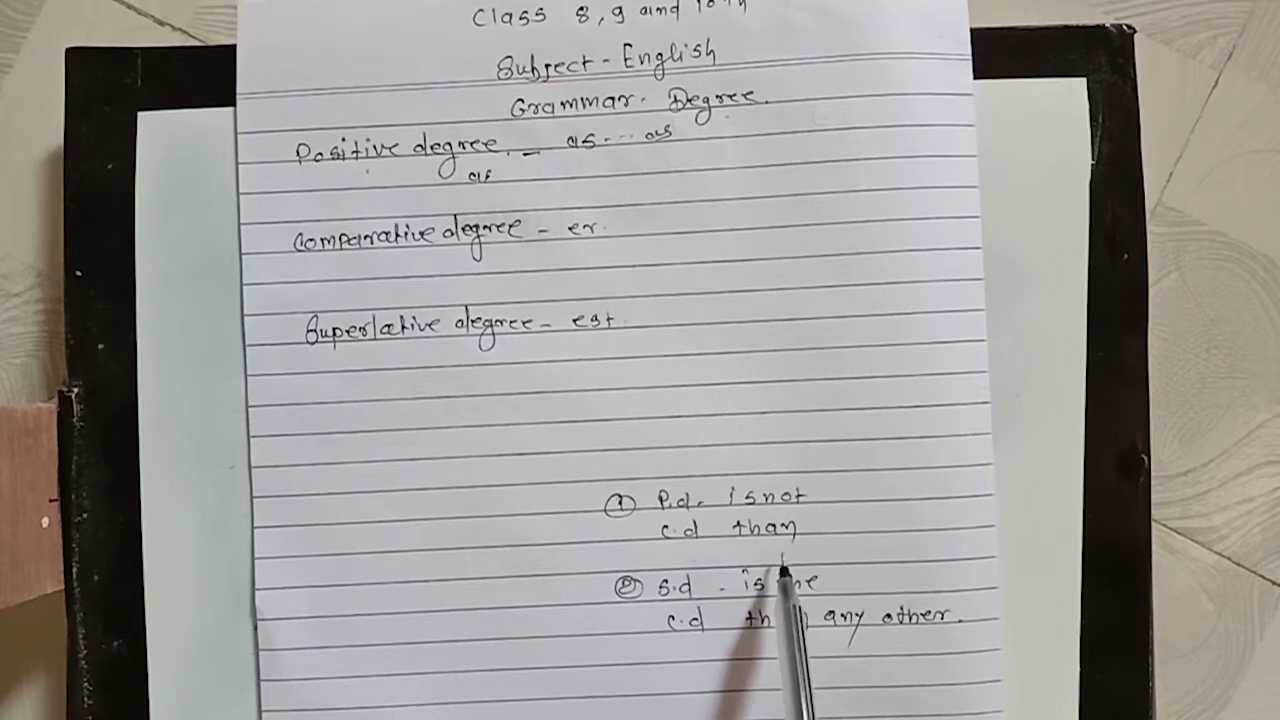 Class 8, 9 and 10th
Subject - English
Grammar. Degree.
Positive degree. - as... as
as
Comparative degree - er.
Superlative degree - est.
① P.d. is not
c.d than
② S.d - is the
c.d than any other.